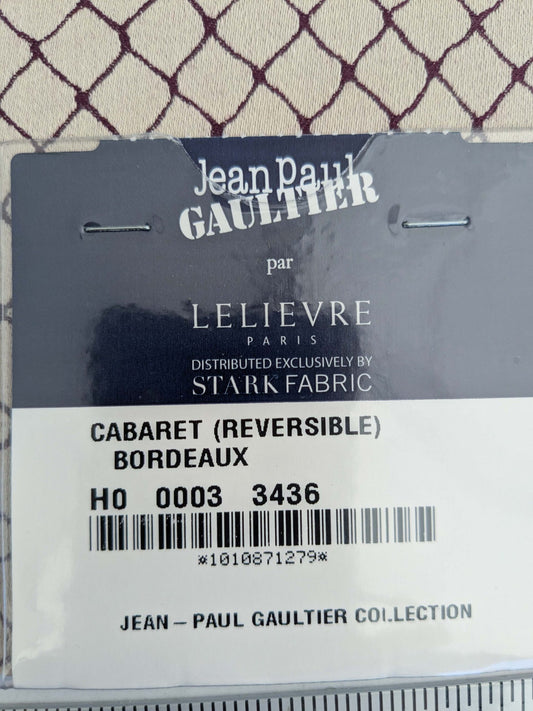 Jean Paul
GAULTIER
par
LELIEVRE
PARIS
DISTRIBUTED EXCLUSIVELY BY
STARK FABRIC
CABARET (REVERSIBLE)
BORDEAUX
H0 0003 3436
*1010871279*
JEAN-PAUL GAULTIER COLLECTION